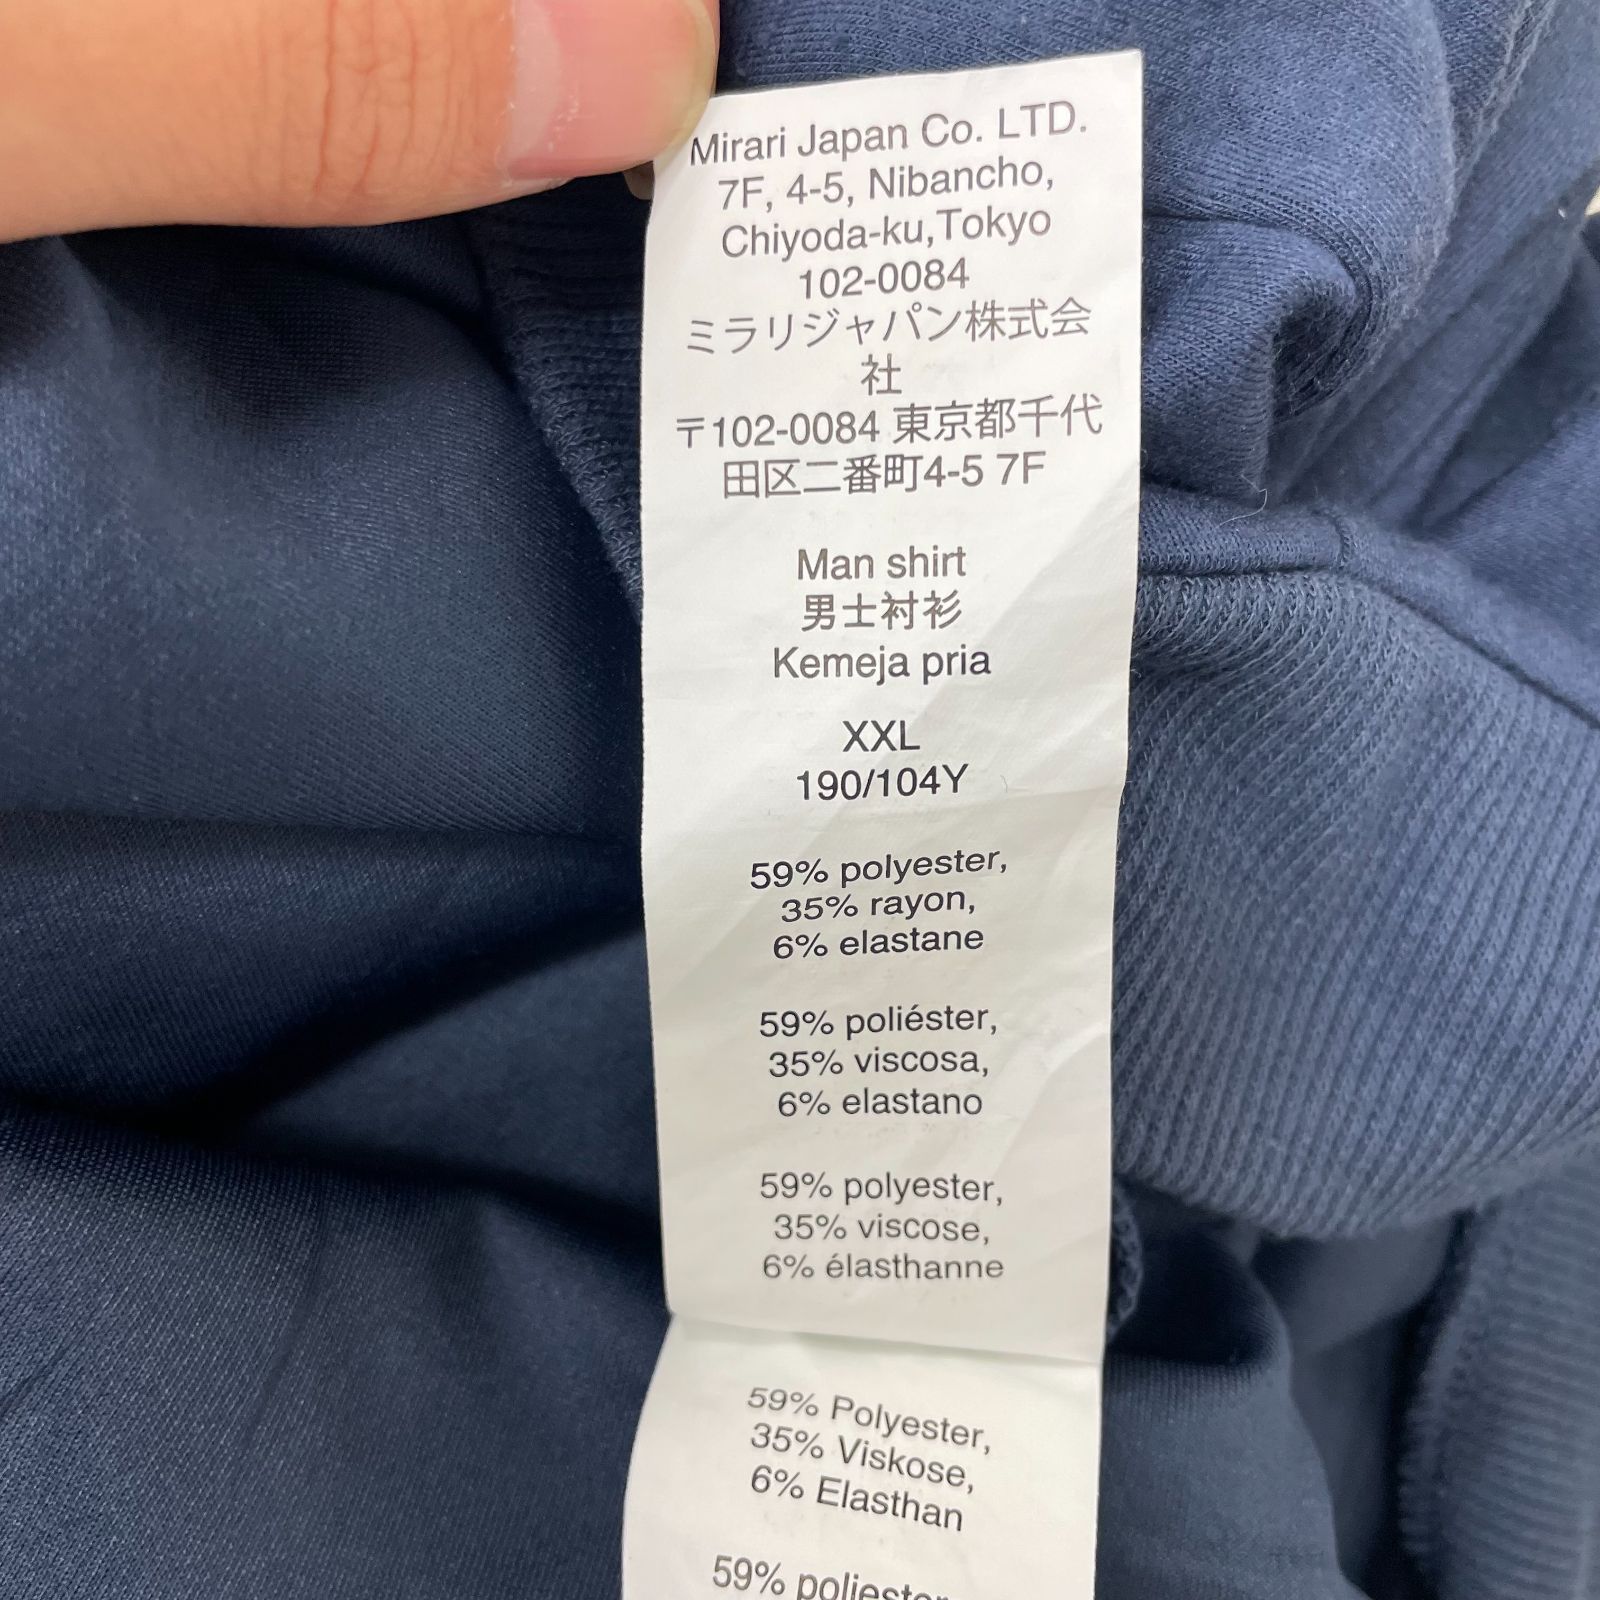 Mirari Japan Co. LTD.
7F, 4-5, Nibancho,
Chiyoda-ku,Tokyo
102-0084
ミラリジャパン株式会
社
〒102-0084 東京都千代
田区二番町4-5 7F
Man shirt
男士衬衫
Kemeja pria
XXL
190/104Y
59% polyester,
35% rayon,
6% elastane
59% poliéster,
35% viscosa,
6% elastano
59% polyester,
35% viscose,
6% élasthanne
59% Polyester,
35% Viskose,
6% Elasthan
59%